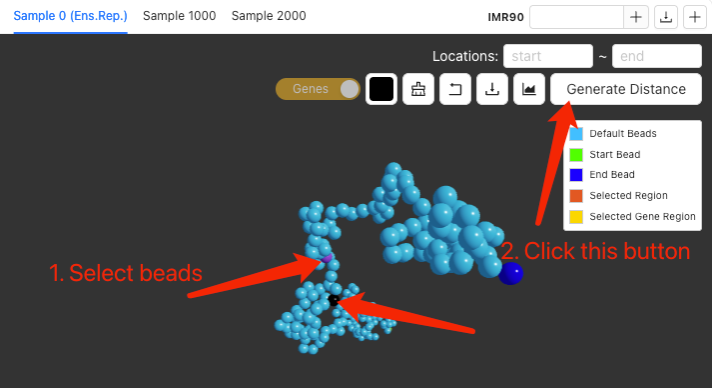 Sample 0 (Ens.Rep.) Sample 1000 Sample 2000 IMR90
Locations: start ~ end
Genes Generate Distance
Default Beads
Start Bead
End Bead
Selected Region
Selected Gene Region
2. Click this button
1. Select beads